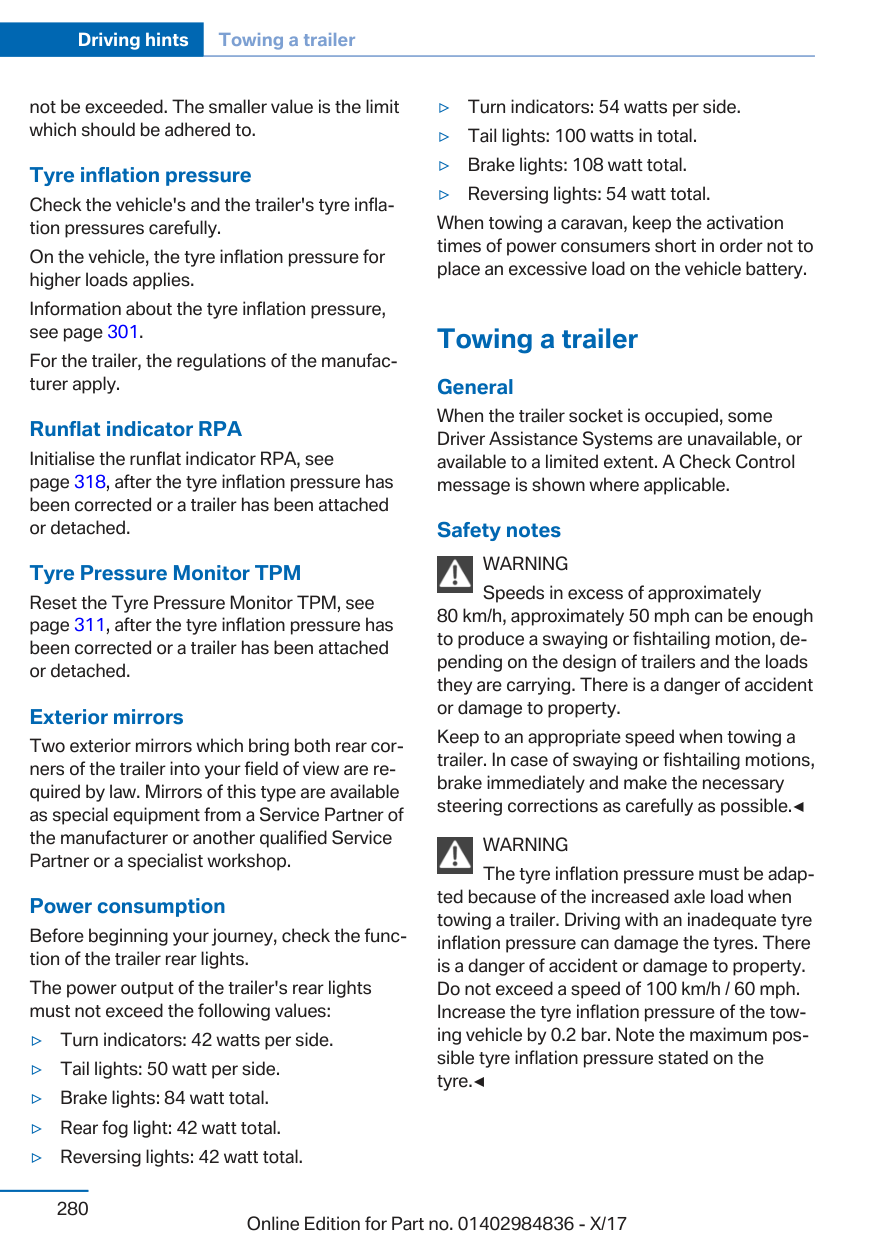 Driving hints Towing a trailer
not be exceeded. The smaller value is the limit
which should be adhered to.
Tyre inflation pressure
Check the vehicle's and the trailer's tyre infla-
tion pressures carefully.
On the vehicle, the tyre inflation pressure for
higher loads applies.
Information about the tyre inflation pressure,
see page 301.
For the trailer, the regulations of the manufac-
turer apply.
Runflat indicator RPA
Initialise the runflat indicator RPA, see
page 318, after the tyre inflation pressure has
been corrected or a trailer has been attached
or detached.
Tyre Pressure Monitor TPM
Reset the Tyre Pressure Monitor TPM, see
page 311, after the tyre inflation pressure has
been corrected or a trailer has been attached
or detached.
Exterior mirrors
Two exterior mirrors which bring both rear cor-
ners of the trailer into your field of view are re-
quired by law. Mirrors of this type are available
as special equipment from a Service Partner of
the manufacturer or another qualified Service
Partner or a specialist workshop.
Power consumption
Before beginning your journey, check the func-
tion of the trailer rear lights.
The power output of the trailer's rear lights
must not exceed the following values:
▷ Turn indicators: 42 watts per side.
▷ Tail lights: 50 watt per side.
▷ Brake lights: 84 watt total.
▷ Rear fog light: 42 watt total.
▷ Reversing lights: 42 watt total.
▷ Turn indicators: 54 watts per side.
▷ Tail lights: 100 watts in total.
▷ Brake lights: 108 watt total.
▷ Reversing lights: 54 watt total.
When towing a caravan, keep the activation
times of power consumers short in order not to
place an excessive load on the vehicle battery.
Towing a trailer
General
When the trailer socket is occupied, some
Driver Assistance Systems are unavailable, or
available to a limited extent. A Check Control
message is shown where applicable.
Safety notes
WARNING
Speeds in excess of approximately
80 km/h, approximately 50 mph can be enough
to produce a swaying or fishtailing motion, de-
pending on the design of trailers and the loads
they are carrying. There is a danger of accident
or damage to property.
Keep to an appropriate speed when towing a
trailer. In case of swaying or fishtailing motions,
brake immediately and make the necessary
steering corrections as carefully as possible.◄
WARNING
The tyre inflation pressure must be adap-
ted because of the increased axle load when
towing a trailer. Driving with an inadequate tyre
inflation pressure can damage the tyres. There
is a danger of accident or damage to property.
Do not exceed a speed of 100 km/h / 60 mph.
Increase the tyre inflation pressure of the tow-
ing vehicle by 0.2 bar. Note the maximum pos-
sible tyre inflation pressure stated on the
tyre.◄
280
Online Edition for Part no. 01402984836 - X/17